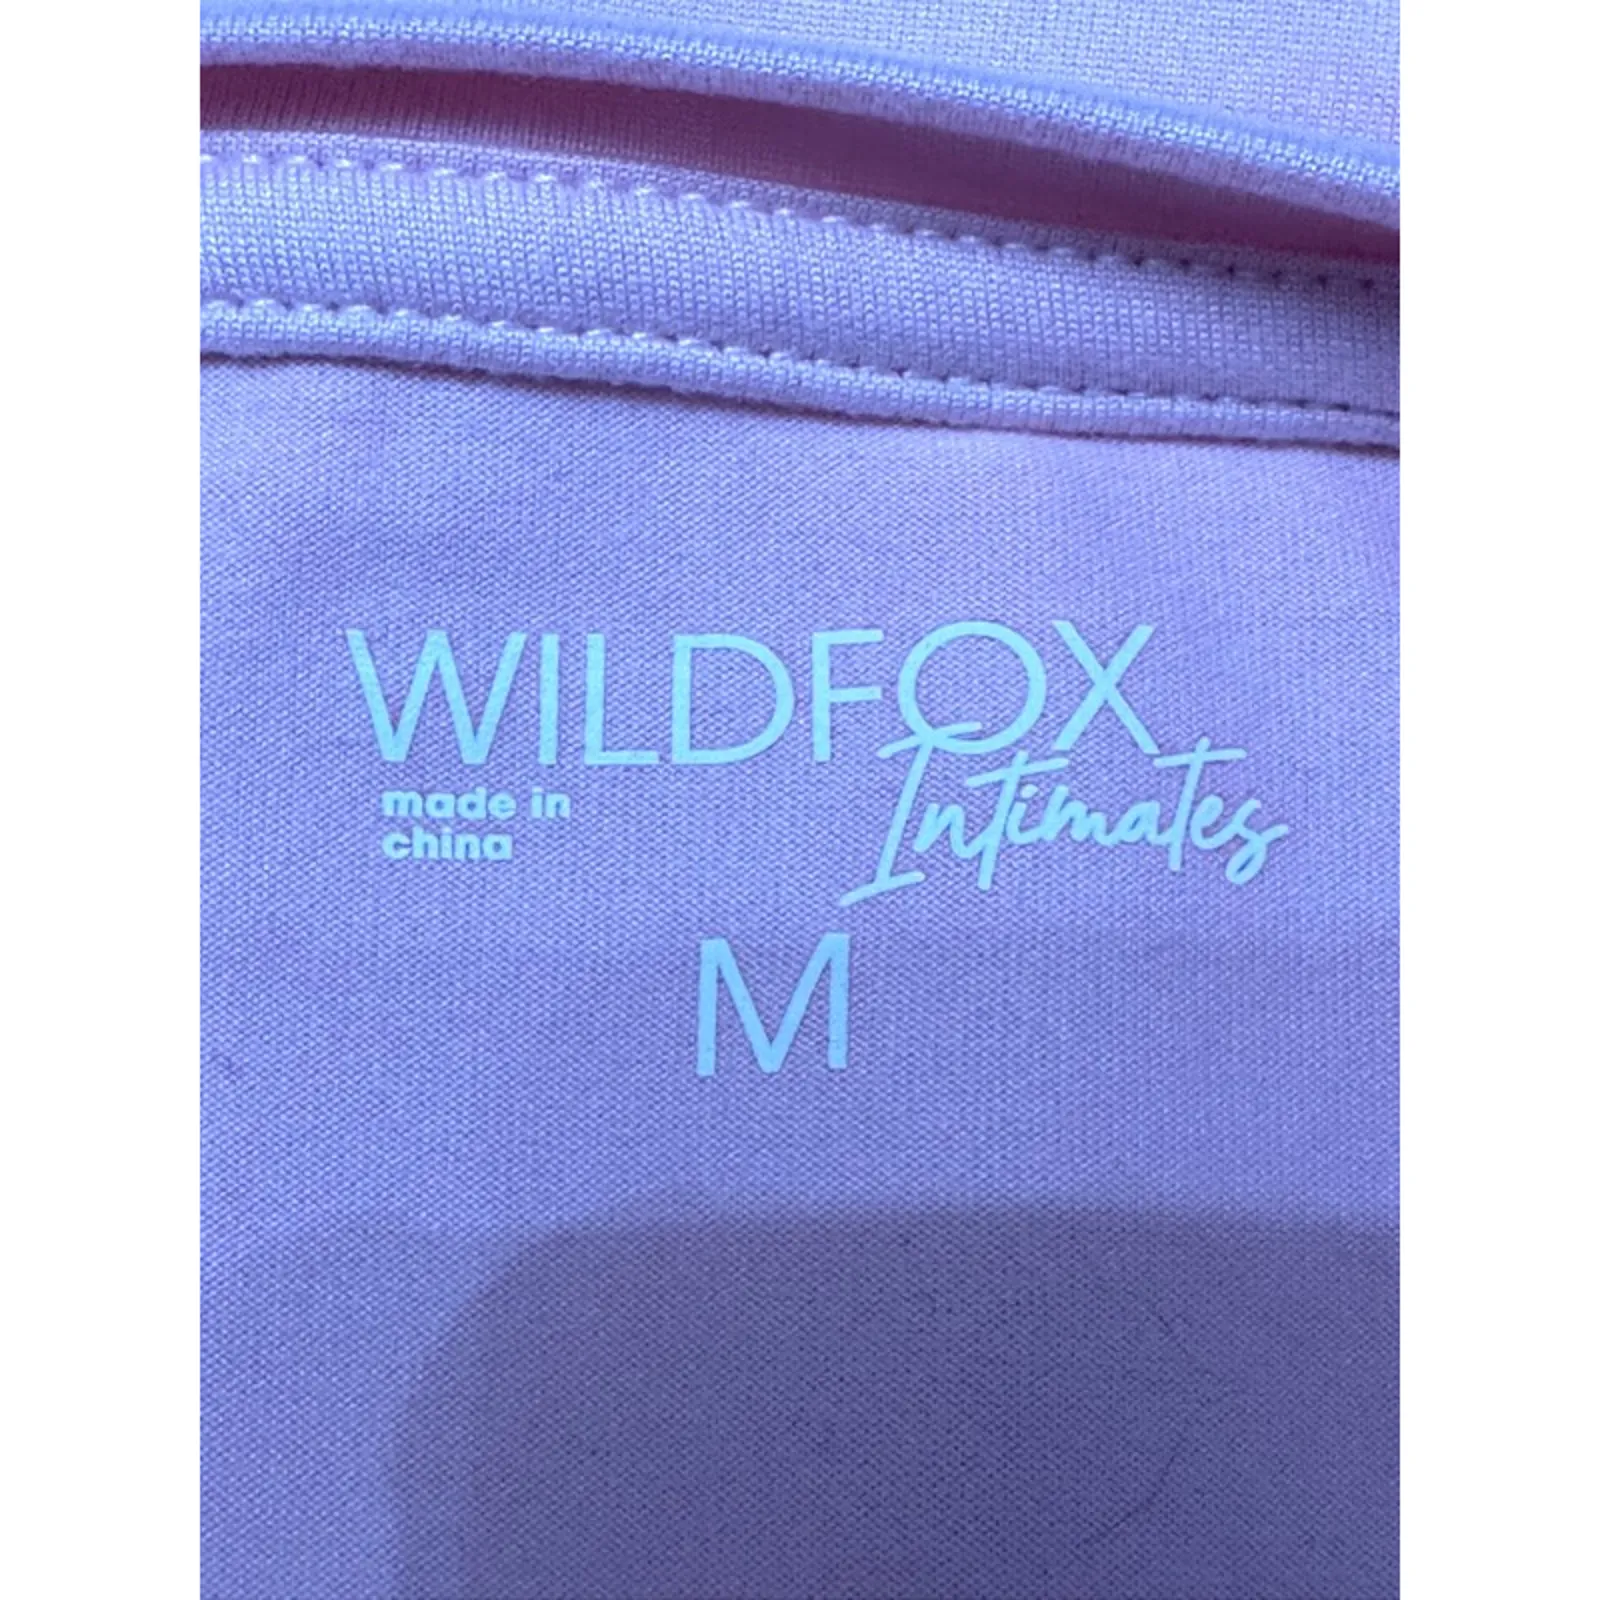 WILDFOX
Intimates
made in
china
M